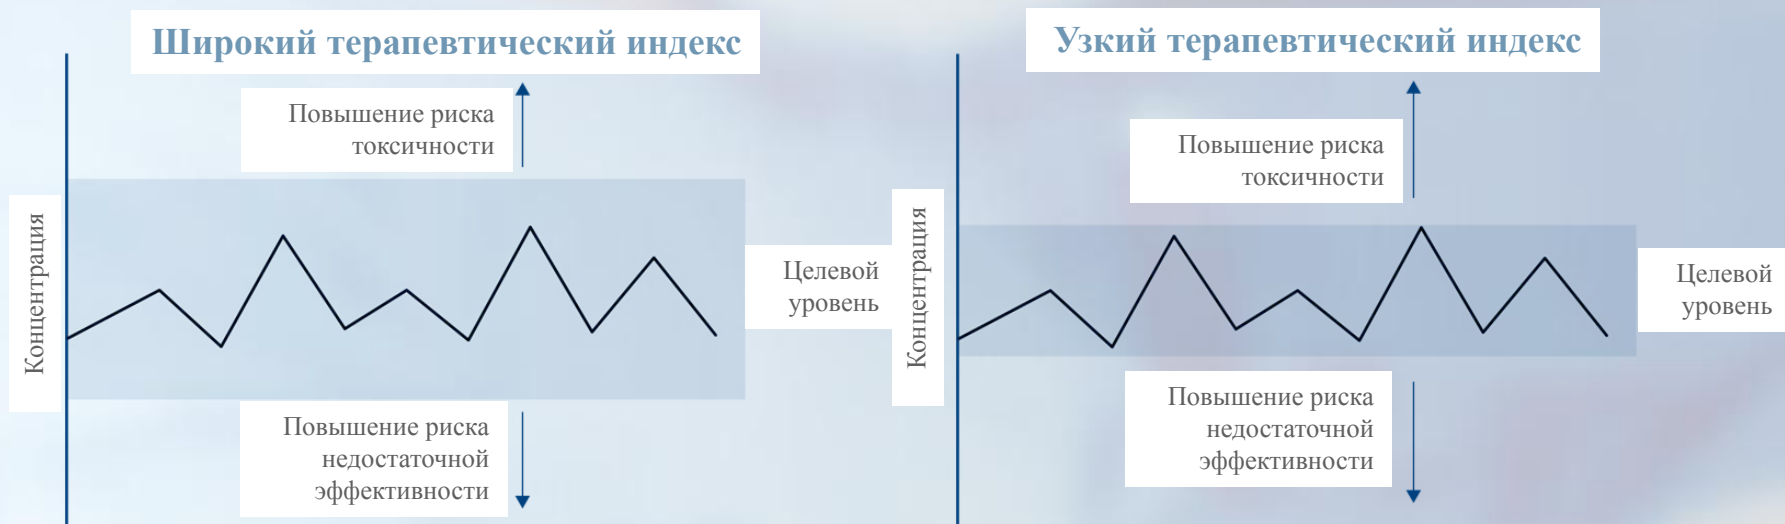 Широкий терапевтический индекс
Повышение риска
токсичности
Концентрация
Целевой
уровень
Повышение риска
недостаточной
эффективности
Узкий терапевтический индекс
Повышение риска
токсичности
Концентрация
Целевой
уровень
Повышение риска
недостаточной
эффективности